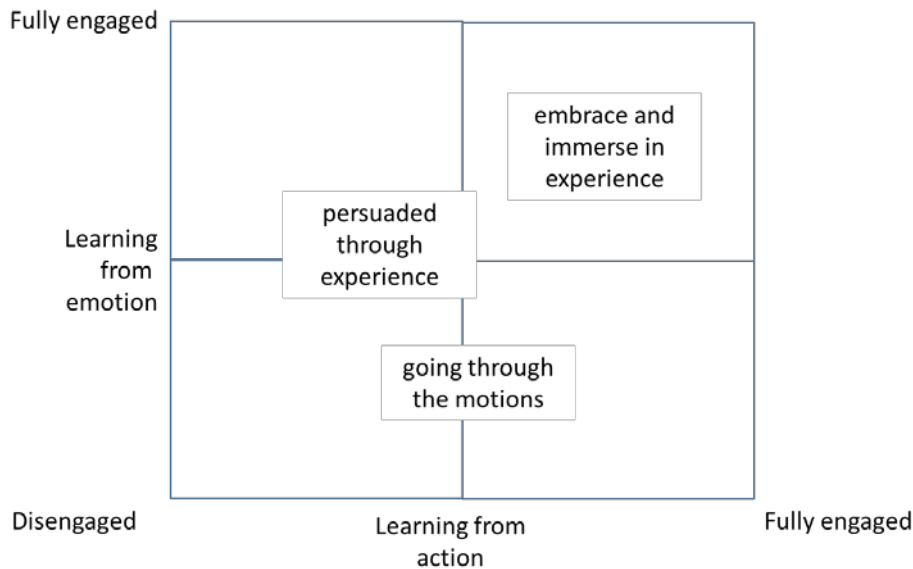 Fully engaged
embrace and
immerse in
experience
persuaded
through
experience
Learning
from
emotion
going through
the motions
Disengaged
Learning from
action
Fully engaged